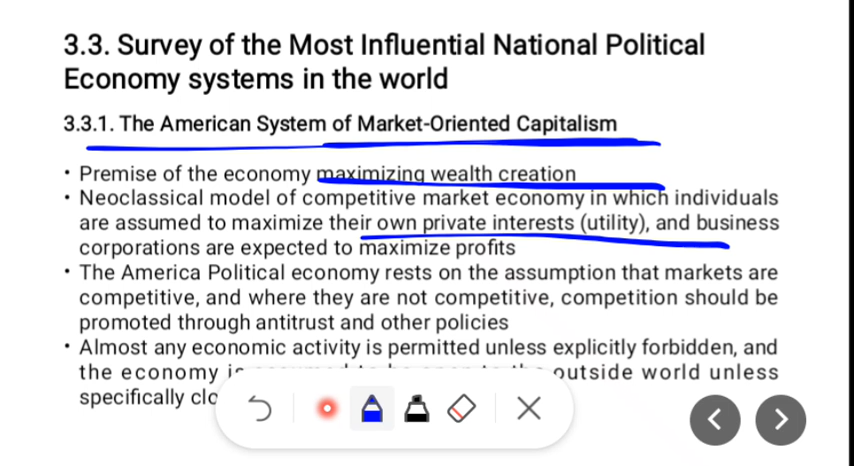 3.3. Survey of the Most Influential National Political
Economy systems in the world
3.3.1. The American System of Market-Oriented Capitalism
• Premise of the economy maximizing wealth creation
• Neoclassical model of competitive market economy in which individuals
are assumed to maximize their own private interests (utility), and business
corporations are expected to maximize profits
• The America Political economy rests on the assumption that markets are
competitive, and where they are not competitive, competition should be
promoted through antitrust and other policies
• Almost any economic activity is permitted unless explicitly forbidden, and
the economy outside world unless
specifically